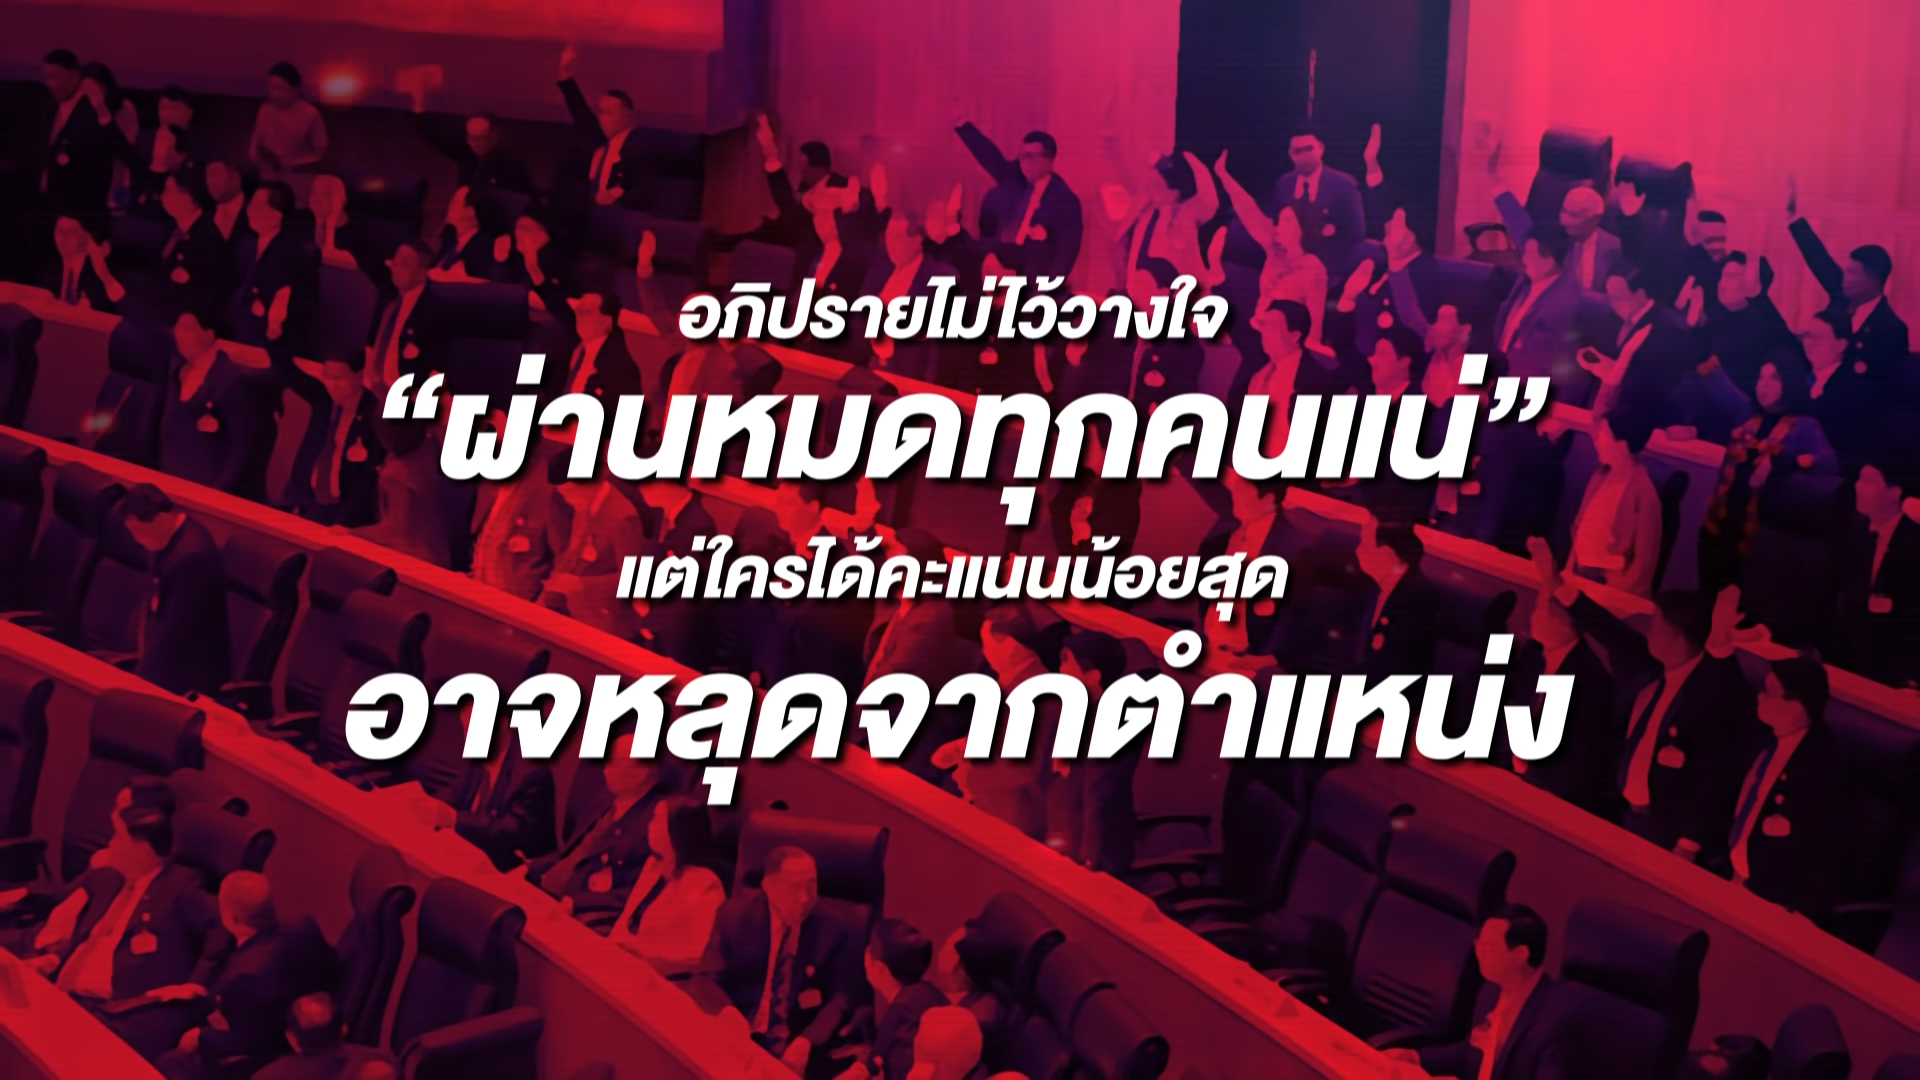 อภิปรายไม่ไว้วางใจ
“ผ่านหมดทุกคนแน่”
แต่ใครได้คะแนนน้อยสุด
อาจหลุดจากตำแหน่ง